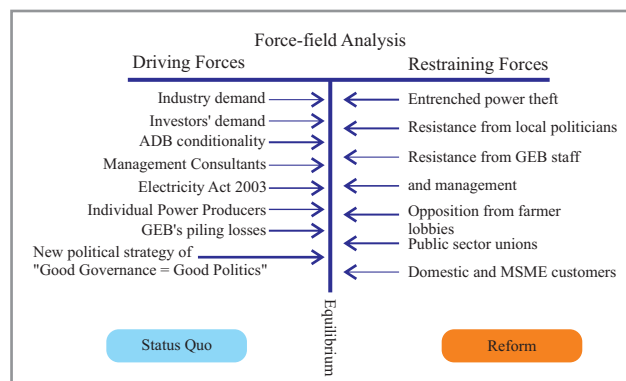 Force-field Analysis
Driving Forces
Restraining Forces
Industry demand
Investors' demand
ADB conditionality
Management Consultants
Electricity Act 2003
Individual Power Producers
GEB's piling losses
New political strategy of
"Good Governance = Good Politics"
Entrenched power theft
Resistance from local politicians
Resistance from GEB staff
and management
Opposition from farmer
lobbies
Public sector unions
Domestic and MSME customers
Equilibrium
Status Quo
Reform